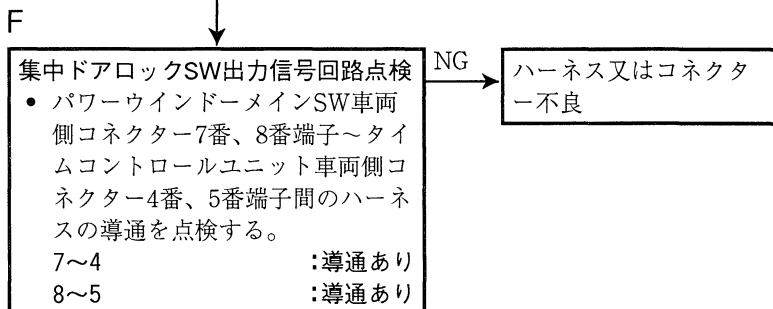 F
集中ドアロックSW出力信号回路点検
• パワーウインドーメインSW車両
側コネクター7番、8番端子～タイ
ムコントロールユニット車両側コ
ネクター4番、5番端子間のハーネ
スの導通を点検する。
7～4 :導通あり
8～5 :導通あり
NG
ハーネス又はコネクタ
ー不良